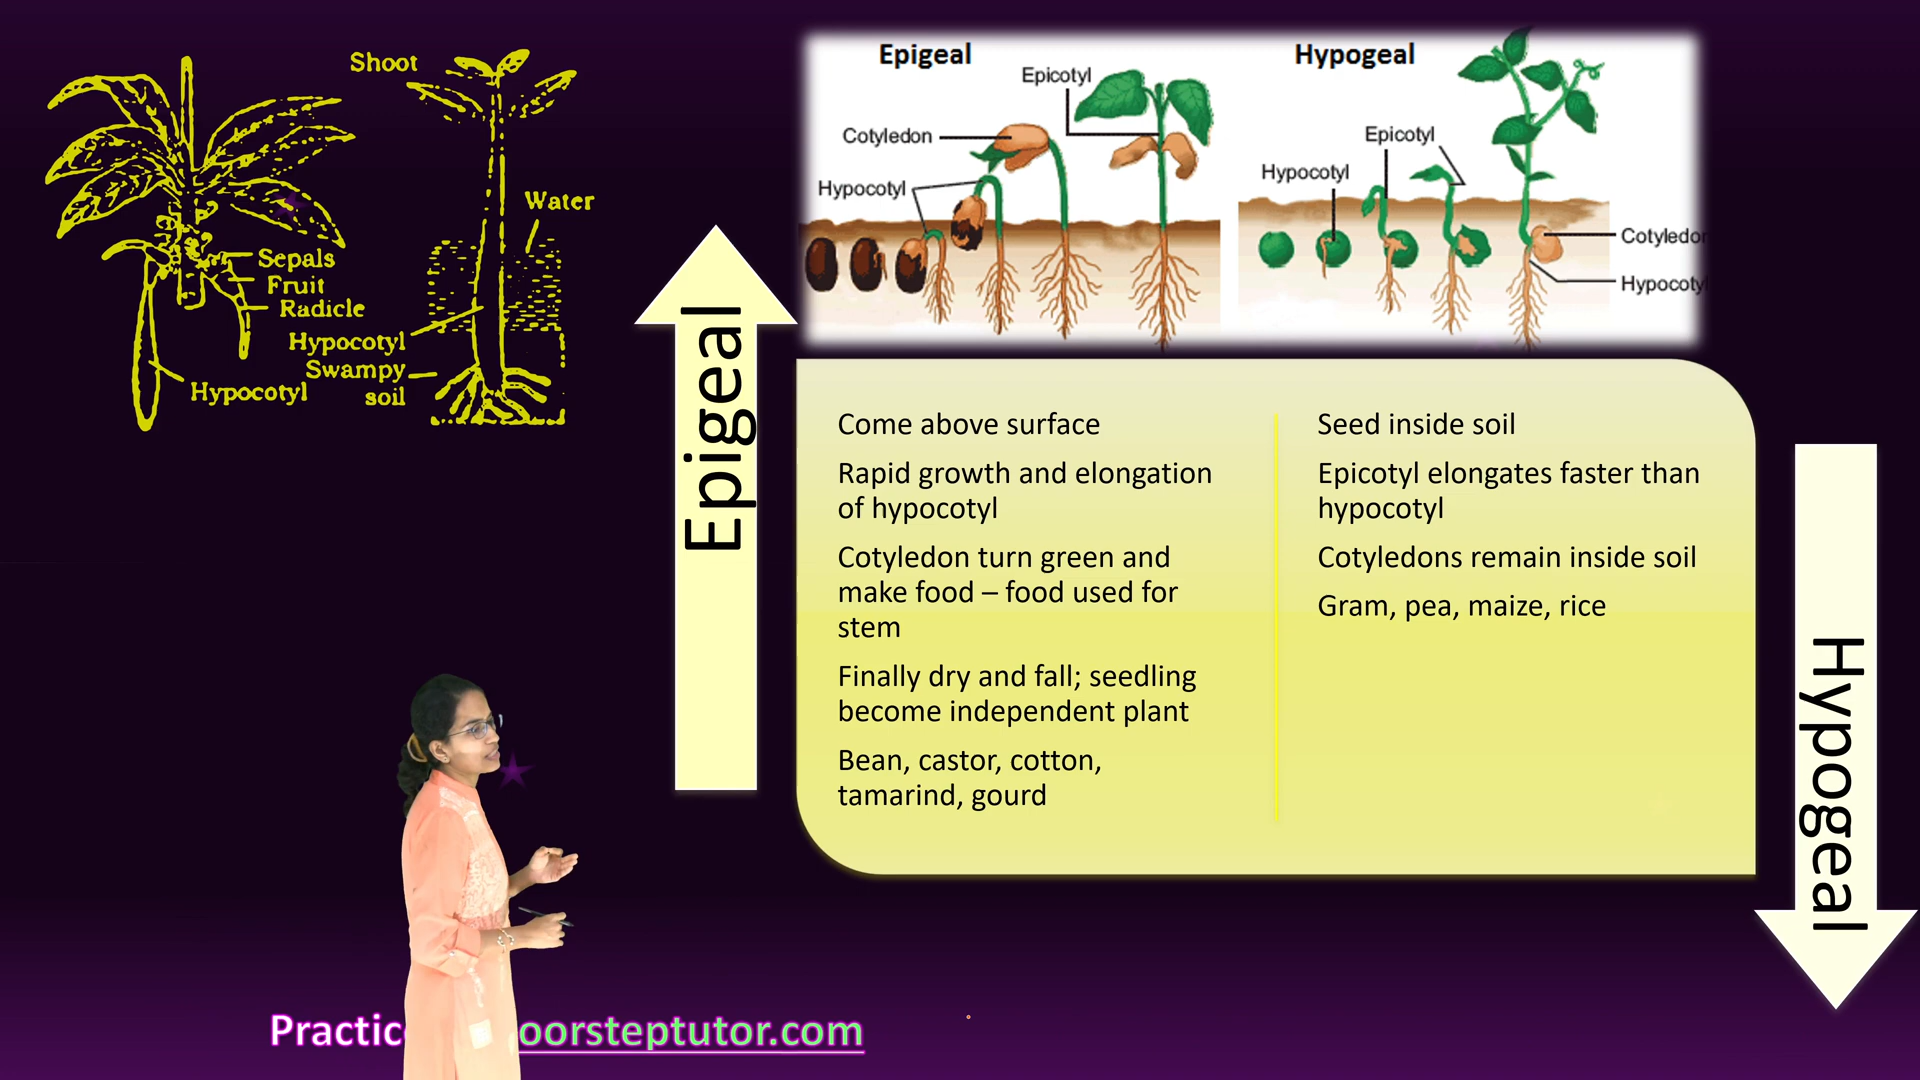 Shoot
Water
Sepals
Fruit
Radicle
Hypocotyl
Swampy
soil
Hypocotyl
Epigeal
Epicotyl
Cotyledon
Hypocotyl
Hypogeal
Epicotyl
Hypocotyl
Cotyledor
Hypocotyl
Epigeal
Come above surface
Rapid growth and elongation
of hypocotyl
Cotyledon turn green and
make food – food used for
stem
Finally dry and fall; seedling
become independent plant
Bean, castor, cotton,
tamarind, gourd
Seed inside soil
Epicotyl elongates faster than
hypocotyl
Cotyledons remain inside soil
Gram, pea, maize, rice
Hypogeal
Practic oorsteptutor.com